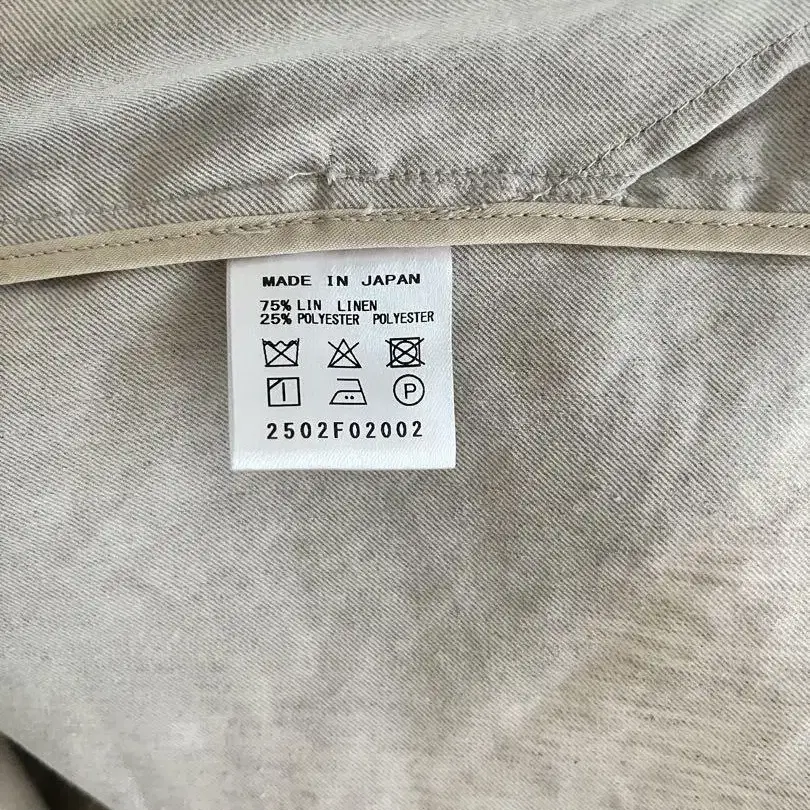 MADE IN JAPAN
75% LIN LINEN
25% POLYESTER POLYESTER
P
2502F02002